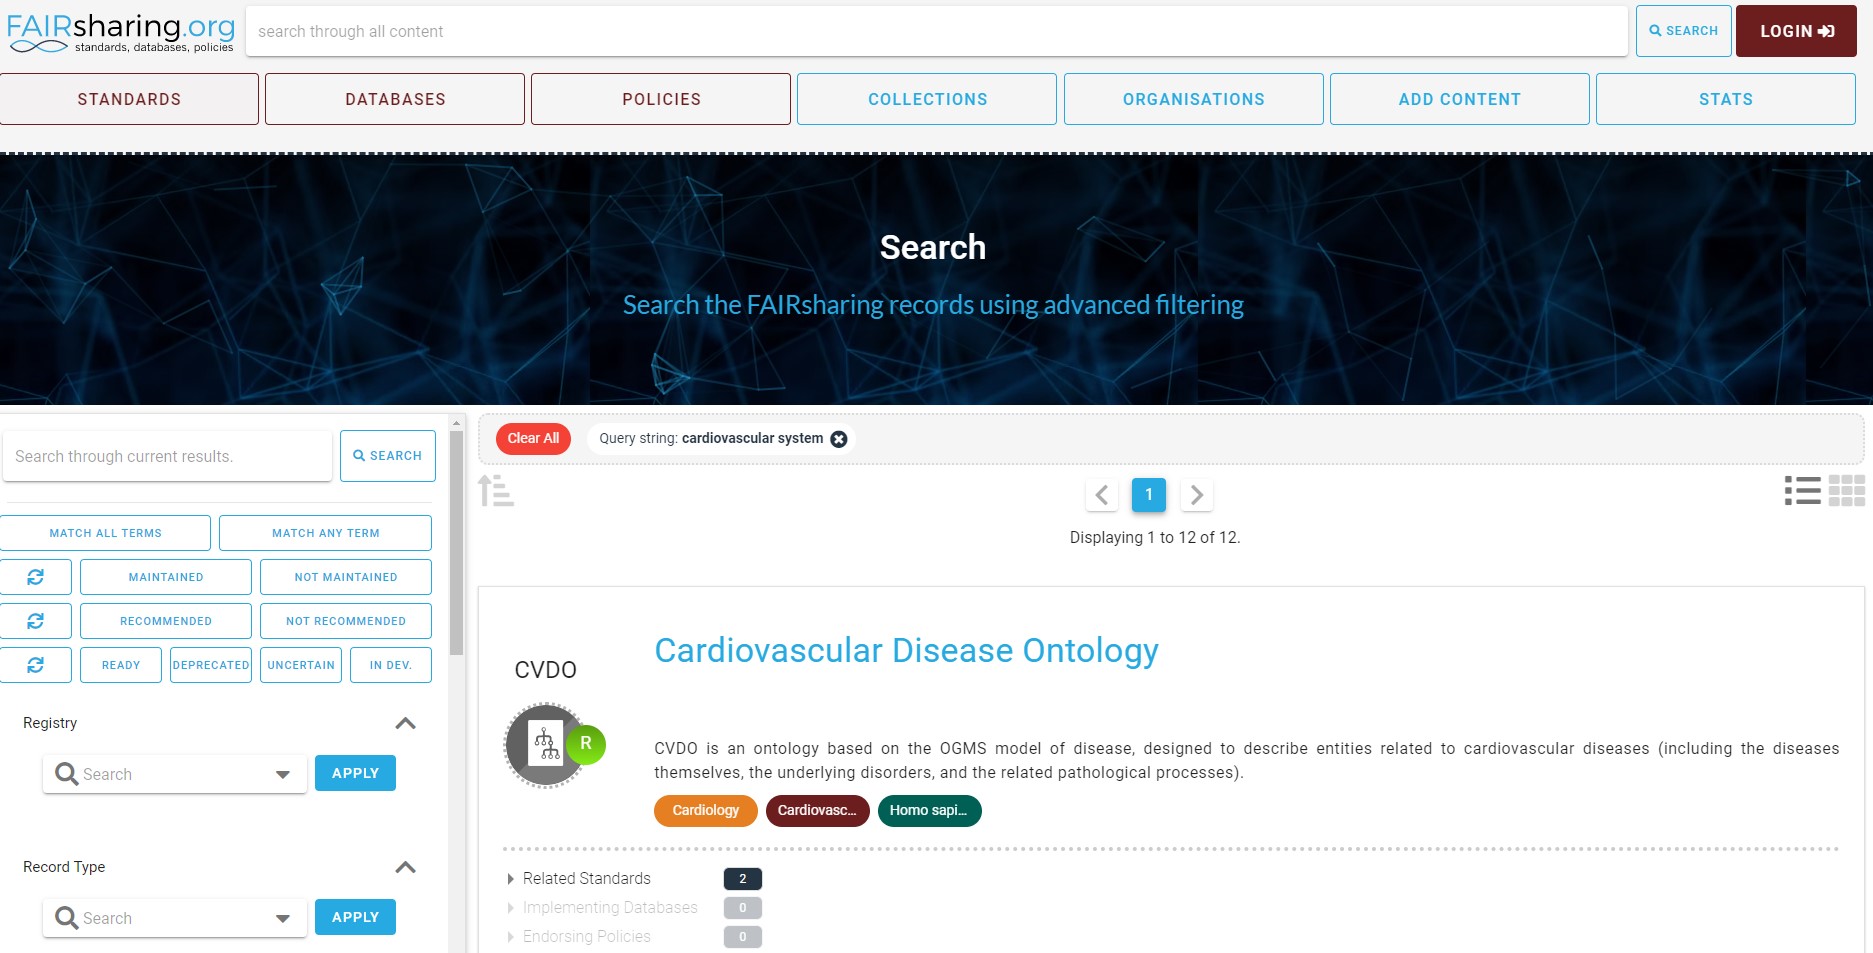 FAIRsharing.org
standards, databases, policies
search through all content
SEARCH
LOGIN
STANDARDS
DATABASES
POLICIES
COLLECTIONS
ORGANISATIONS
ADD CONTENT
STATS
Search
Search the FAIRsharing records using advanced filtering
Search through current results.
SEARCH
MATCH ALL TERMS
MATCH ANY TERM
MAINTAINED
NOT MAINTAINED
RECOMMENDED
NOT RECOMMENDED
READY
DEPRECATED
UNCERTAIN
IN DEV.
Registry
Search
APPLY
Record Type
Search
APPLY
Clear All
Query string: cardiovascular system
1
Displaying 1 to 12 of 12.
CVDO
R
Cardiovascular Disease Ontology
CVDO is an ontology based on the OGMS model of disease, designed to describe entities related to cardiovascular diseases (including the diseases
themselves, the underlying disorders, and the related pathological processes).
Cardiology
Cardiovasc...
Homo sapi...
Related Standards 2
Implementing Databases 0
Endorsing Policies 0